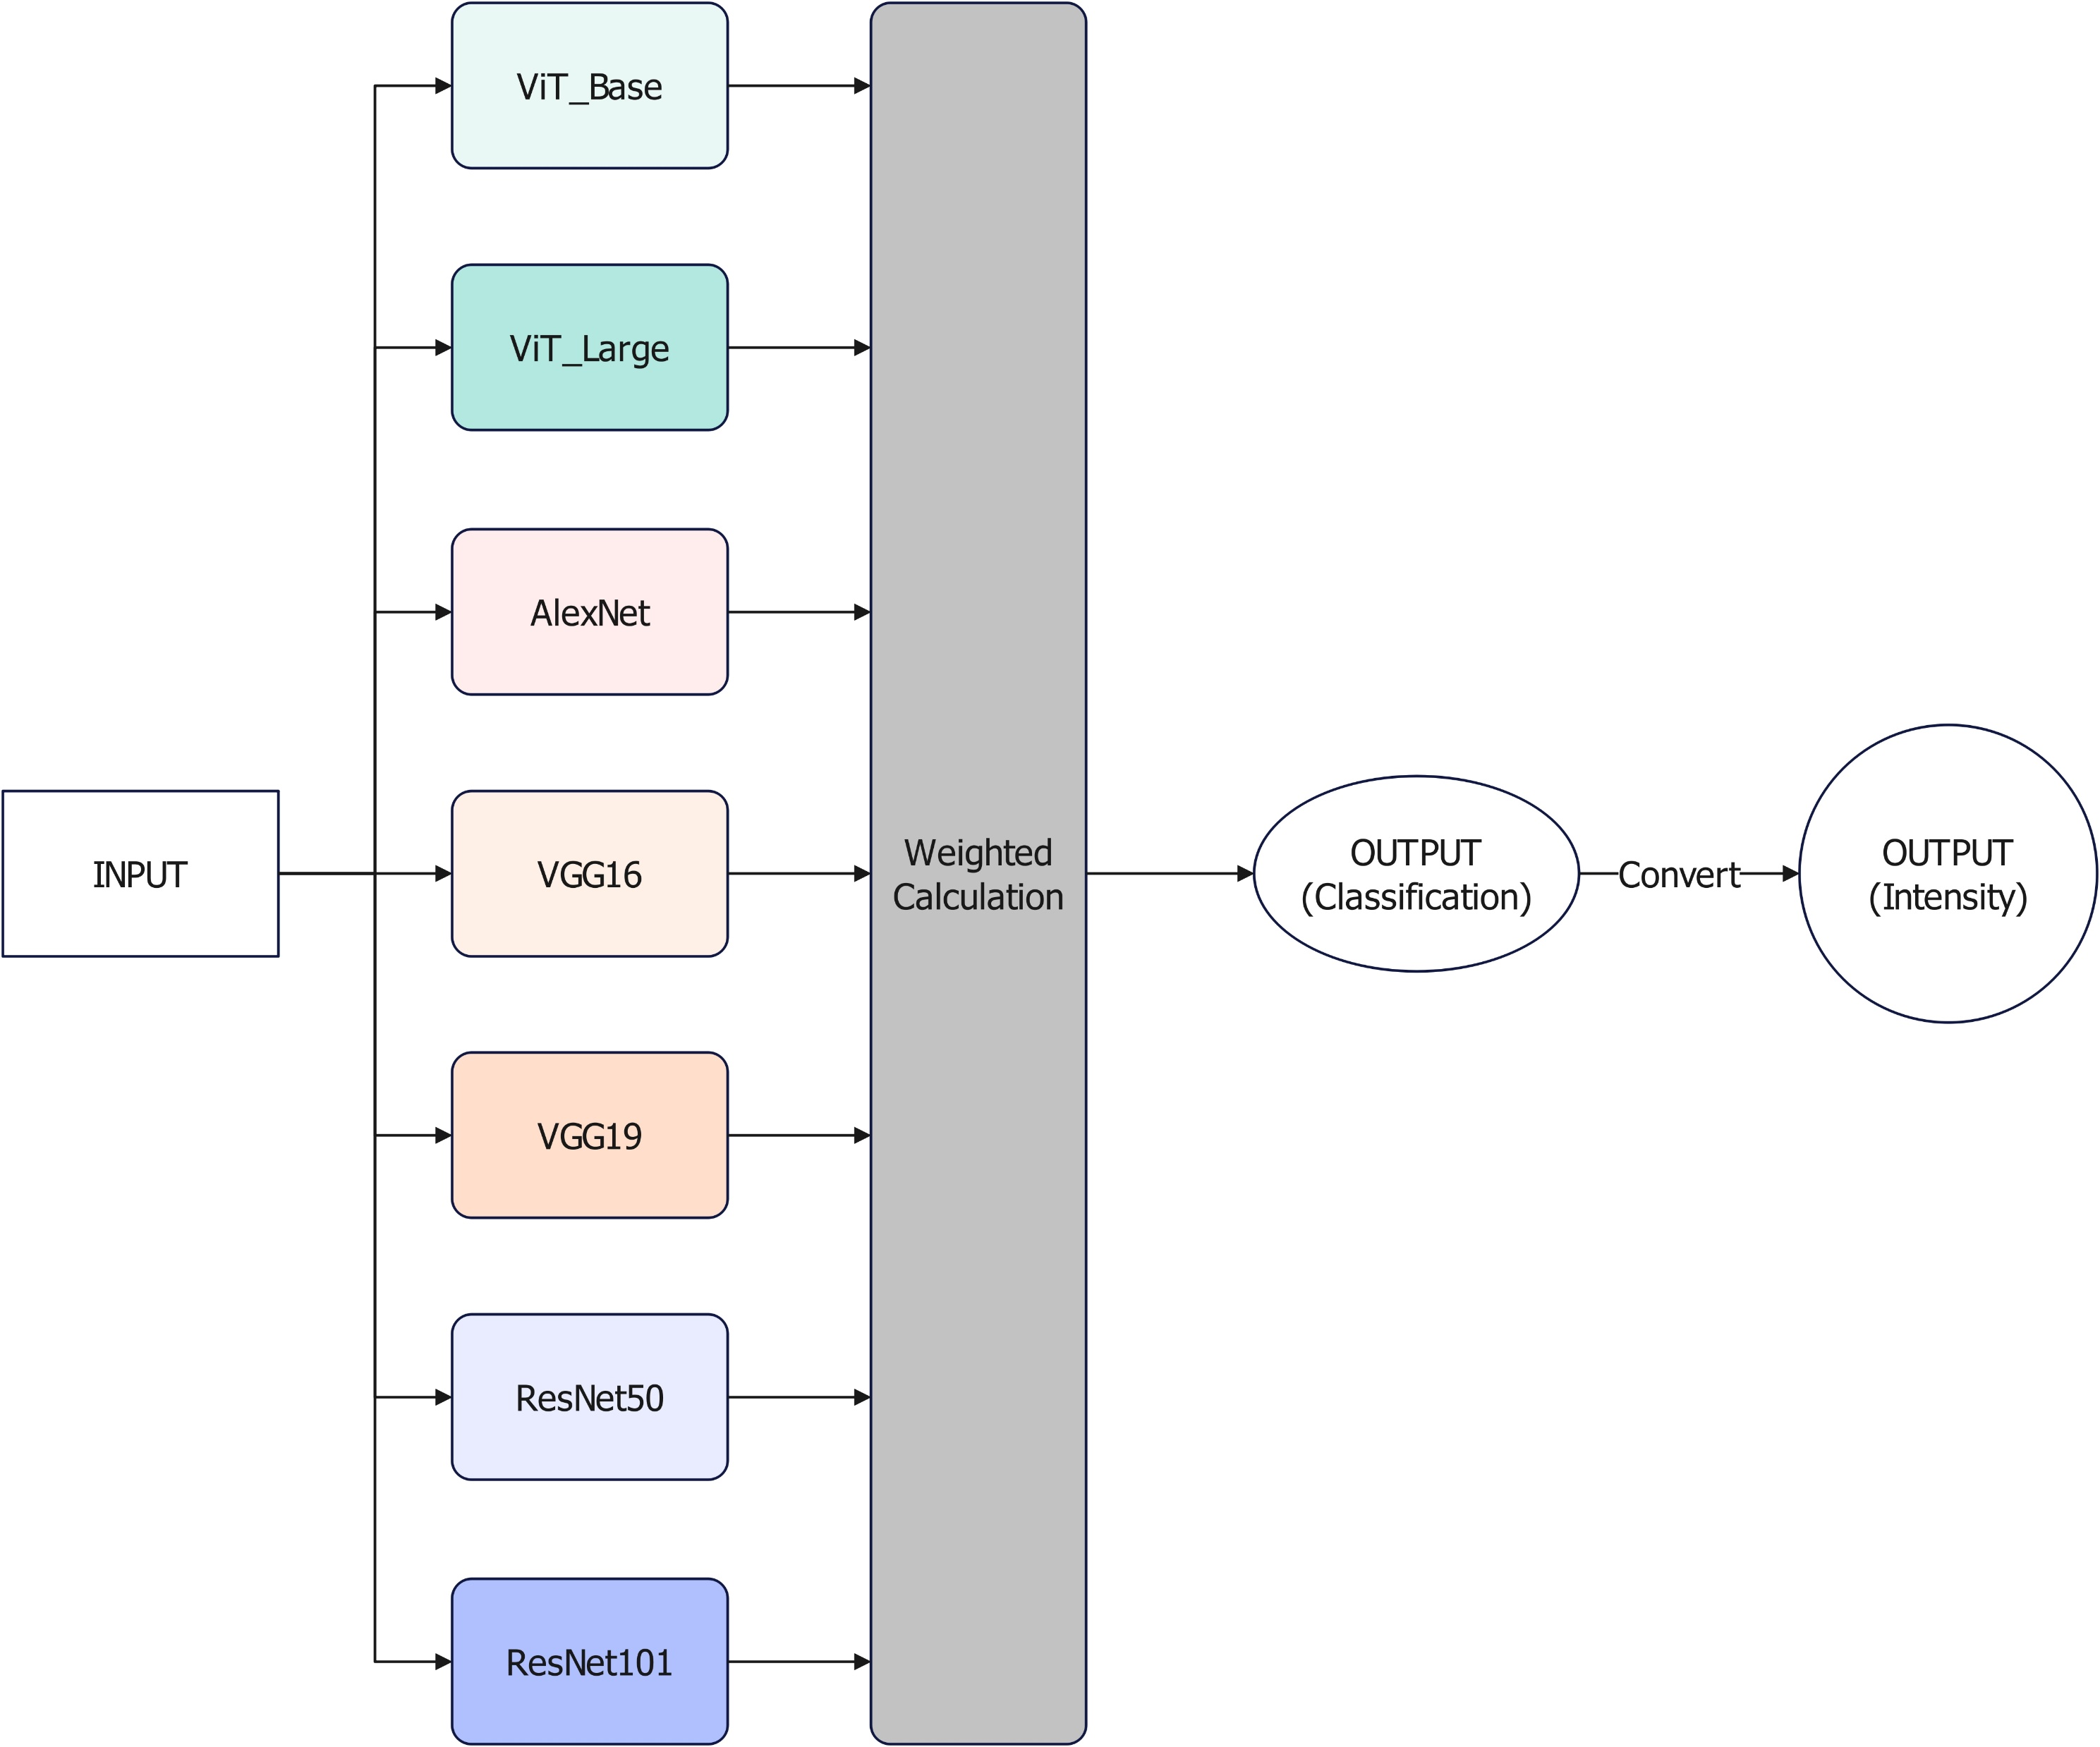 ViT_Base
ViT_Large
AlexNet
INPUT
VGG16
VGG19
ResNet50
ResNet101
Weighted
Calculation
OUTPUT
(Classification)
Convert
OUTPUT
(Intensity)